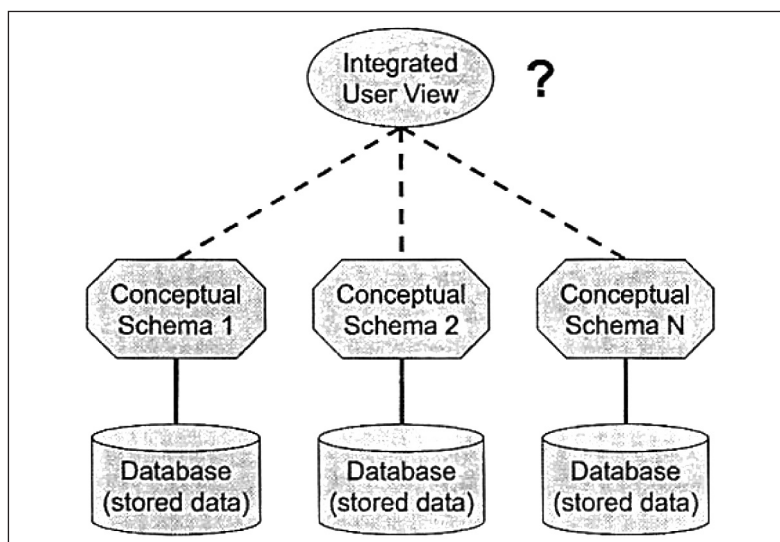 Integrated
User View
?
Conceptual
Schema 1
Conceptual
Schema 2
Conceptual
Schema N
Database
(stored data)
Database
(stored data)
Database
(stored data)